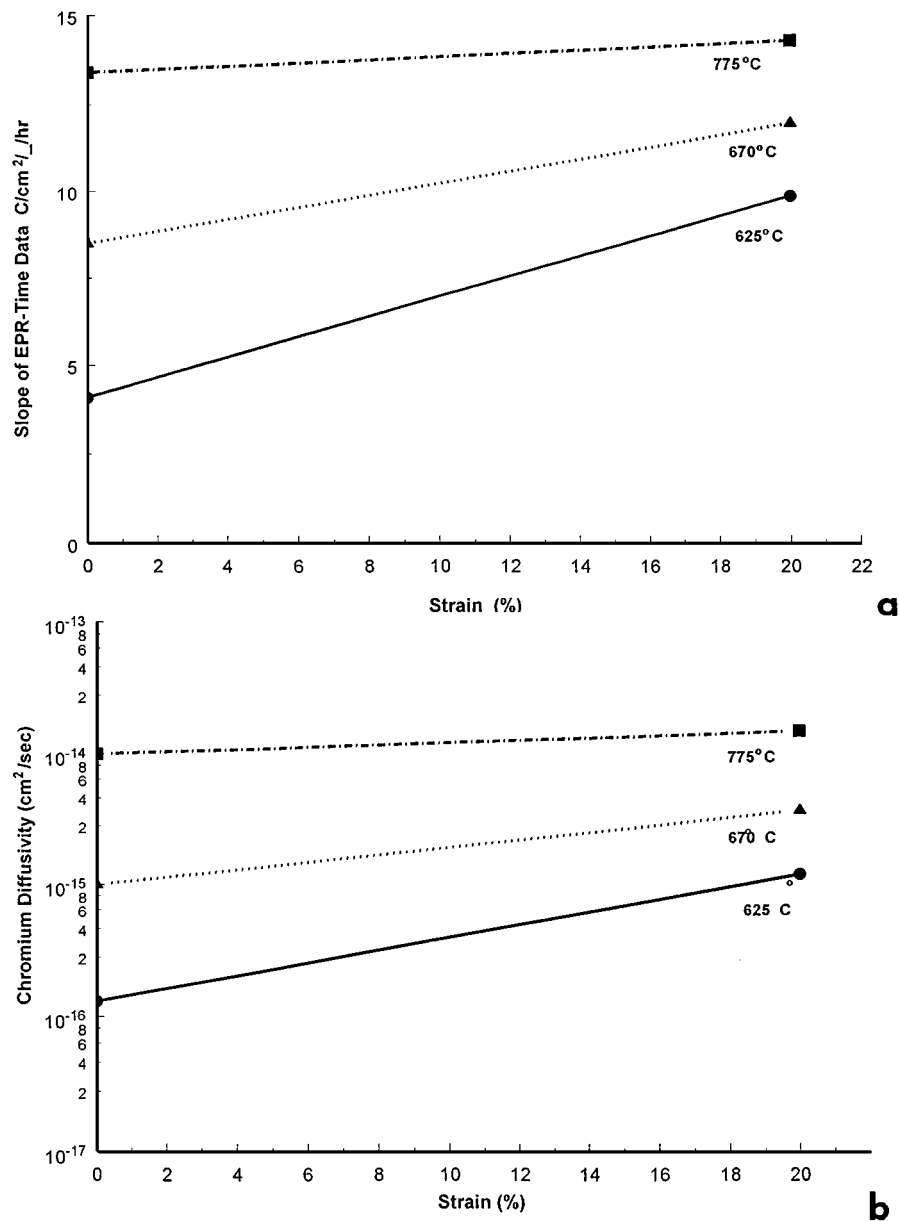 15
10
5
0
Slope of EPR-Time Data C/cm²/_/hr
775°C
670°C
625°C
0 2 4 6 8 10 12 14 16 18 20 22
Strain (%)
a
10⁻¹³
8
6
4
2
10⁻¹⁴
8
6
4
2
10⁻¹⁵
8
6
4
2
10⁻¹⁶
8
6
4
2
10⁻¹⁷
Chromium Diffusivity (cm²/sec)
775°C
670° C
625° C
0 2 4 6 8 10 12 14 16 18 20
Strain (%)
b